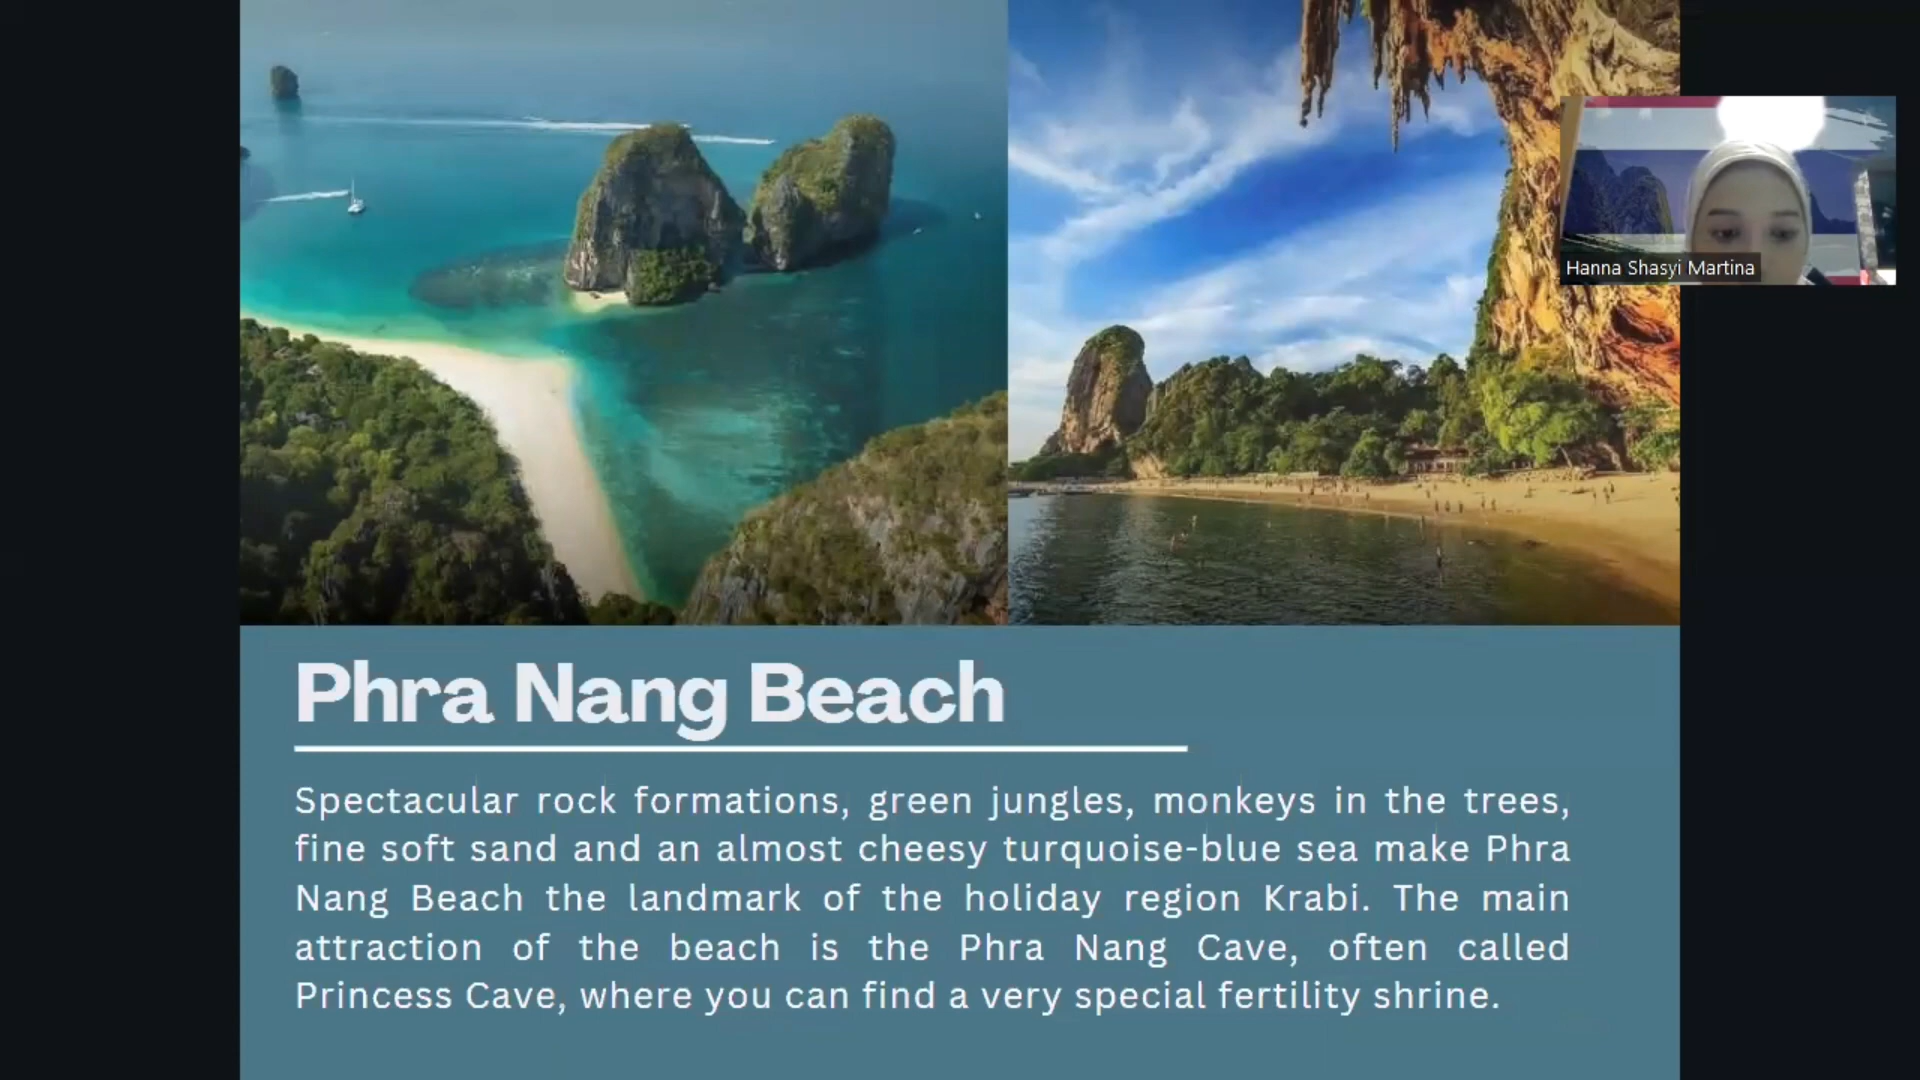 Hanna Shasyi Martina
Phra Nang Beach
Spectacular rock formations, green jungles, monkeys in the trees,
fine soft sand and an almost cheesy turquoise-blue sea make Phra
Nang Beach the landmark of the holiday region Krabi. The main
attraction of the beach is the Phra Nang Cave, often called
Princess Cave, where you can find a very special fertility shrine.